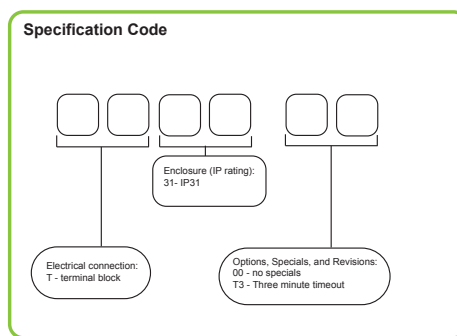 Specification Code
Enclosure (IP rating):
31- IP31
Electrical connection:
T - terminal block
Options, Specials, and Revisions:
00 - no specials
T3 - Three minute timeout